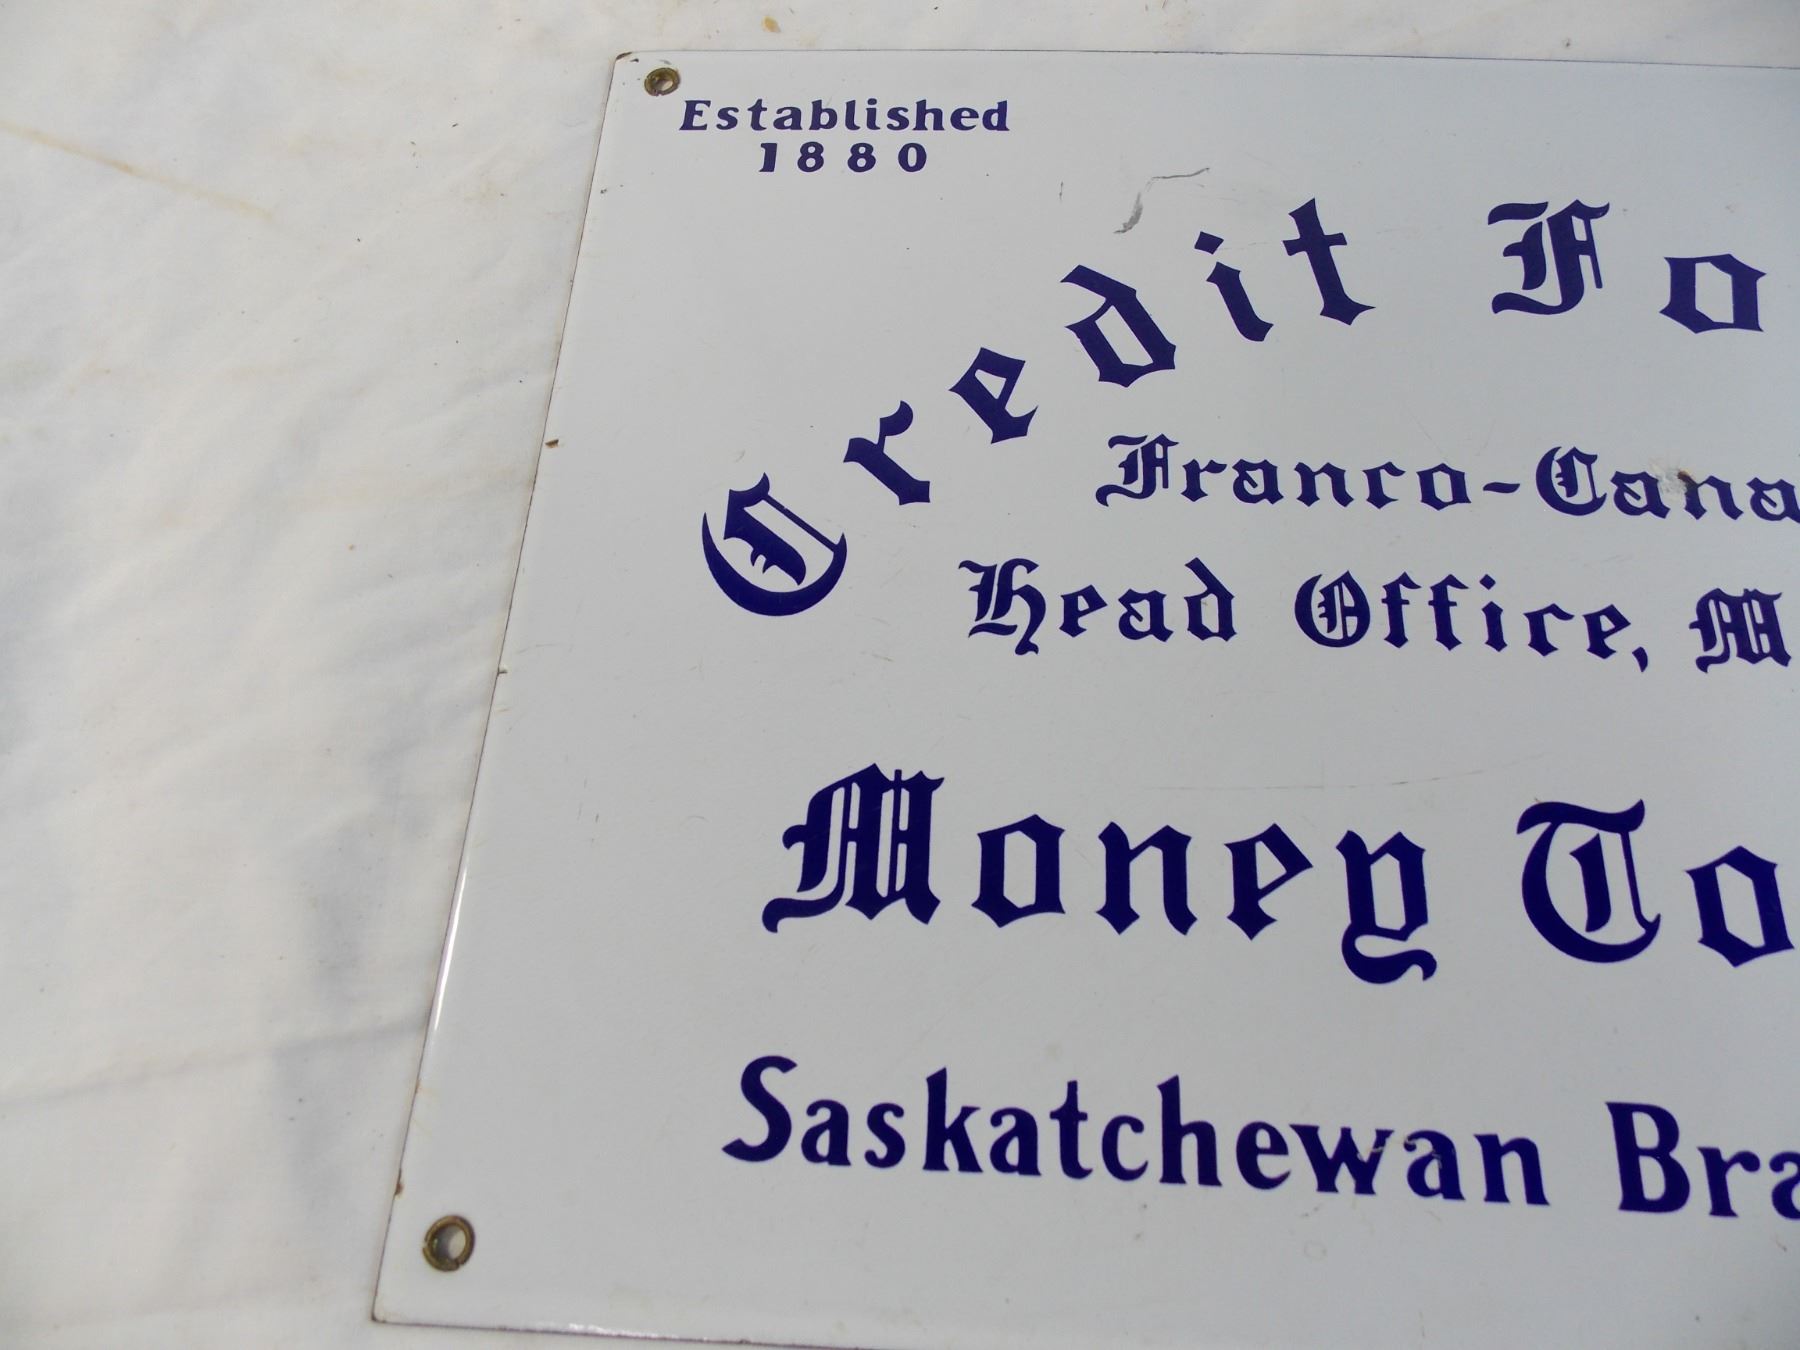 Established
1880
Credit Fo
Franco-Cana
Head Office, M
Money To
Saskatchewan Bra